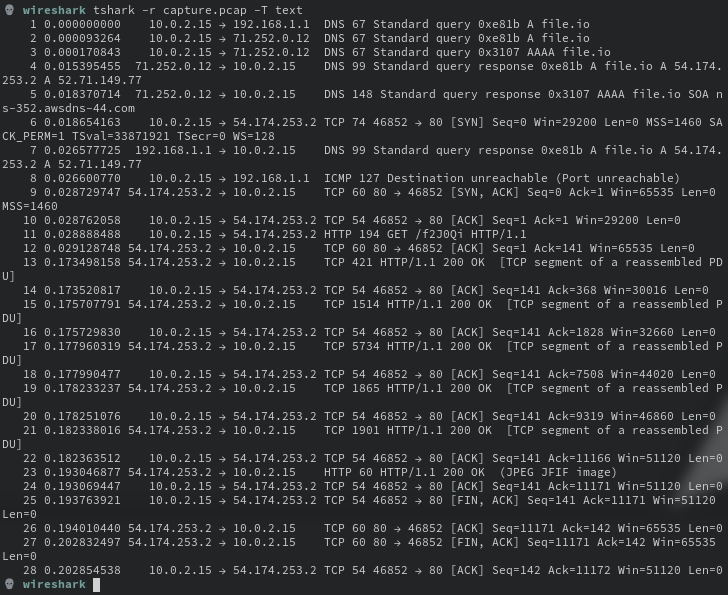 wireshark tshark -r capture.pcap -T text
1 0.000000000 10.0.2.15 → 192.168.1.1 DNS 67 Standard query 0xe81b A file.io
2 0.000093264 10.0.2.15 → 71.252.0.12 DNS 67 Standard query 0xe81b A file.io
3 0.000170843 10.0.2.15 → 71.252.0.12 DNS 67 Standard query 0x3107 AAAA file.io
4 0.015395455 71.252.0.12 → 10.0.2.15 DNS 99 Standard query response 0xe81b A file.io A 54.174.
253.2 A 52.71.149.77
5 0.018370714 71.252.0.12 → 10.0.2.15 DNS 148 Standard query response 0x3107 AAAA file.io SOA n
s-352.awsdns-44.com
6 0.018654163 10.0.2.15 → 54.174.253.2 TCP 74 46852 → 80 [SYN] Seq=0 Win=29200 Len=0 MSS=1460 SA
CK_PERM=1 TSval=33871921 TSecr=0 WS=128
7 0.026577725 192.168.1.1 → 10.0.2.15 DNS 99 Standard query response 0xe81b A file.io A 54.174.
253.2 A 52.71.149.77
8 0.026600770 10.0.2.15 → 192.168.1.1 ICMP 127 Destination unreachable (Port unreachable)
9 0.028729747 54.174.253.2 → 10.0.2.15 TCP 60 80 → 46852 [SYN, ACK] Seq=0 Ack=1 Win=65535 Len=0
MSS=1460
10 0.028762058 10.0.2.15 → 54.174.253.2 TCP 54 46852 → 80 [ACK] Seq=1 Ack=1 Win=29200 Len=0
11 0.028888488 10.0.2.15 → 54.174.253.2 HTTP 194 GET /f2J0Qi HTTP/1.1
12 0.029128748 54.174.253.2 → 10.0.2.15 TCP 60 80 → 46852 [ACK] Seq=1 Ack=141 Win=65535 Len=0
13 0.173498158 54.174.253.2 → 10.0.2.15 TCP 421 HTTP/1.1 200 OK [TCP segment of a reassembled PD
U]
14 0.173520817 10.0.2.15 → 54.174.253.2 TCP 54 46852 → 80 [ACK] Seq=141 Ack=368 Win=30016 Len=0
15 0.175707791 54.174.253.2 → 10.0.2.15 TCP 1514 HTTP/1.1 200 OK [TCP segment of a reassembled P
DU]
16 0.175729830 10.0.2.15 → 54.174.253.2 TCP 54 46852 → 80 [ACK] Seq=141 Ack=1828 Win=32660 Len=0
17 0.177960319 54.174.253.2 → 10.0.2.15 TCP 5734 HTTP/1.1 200 OK [TCP segment of a reassembled P
DU]
18 0.177990477 10.0.2.15 → 54.174.253.2 TCP 54 46852 → 80 [ACK] Seq=141 Ack=7508 Win=44020 Len=0
19 0.178233237 54.174.253.2 → 10.0.2.15 TCP 1865 HTTP/1.1 200 OK [TCP segment of a reassembled P
DU]
20 0.178251076 10.0.2.15 → 54.174.253.2 TCP 54 46852 → 80 [ACK] Seq=141 Ack=9319 Win=46860 Len=0
21 0.182338016 54.174.253.2 → 10.0.2.15 TCP 1901 HTTP/1.1 200 OK [TCP segment of a reassembled P
DU]
22 0.182363512 10.0.2.15 → 54.174.253.2 TCP 54 46852 → 80 [ACK] Seq=141 Ack=11166 Win=51120 Len=0
23 0.193046877 54.174.253.2 → 10.0.2.15 HTTP 60 HTTP/1.1 200 OK (JPEG JFIF image)
24 0.193069447 10.0.2.15 → 54.174.253.2 TCP 54 46852 → 80 [ACK] Seq=141 Ack=11171 Win=51120 Len=0
25 0.193763921 10.0.2.15 → 54.174.253.2 TCP 54 46852 → 80 [FIN, ACK] Seq=141 Ack=11171 Win=51120
Len=0
26 0.194010440 54.174.253.2 → 10.0.2.15 TCP 60 80 → 46852 [ACK] Seq=11171 Ack=142 Win=65535 Len=0
27 0.202832497 54.174.253.2 → 10.0.2.15 TCP 60 80 → 46852 [FIN, ACK] Seq=11171 Ack=142 Win=65535
Len=0
28 0.202854538 10.0.2.15 → 54.174.253.2 TCP 54 46852 → 80 [ACK] Seq=142 Ack=11172 Win=51120 Len=0
wireshark